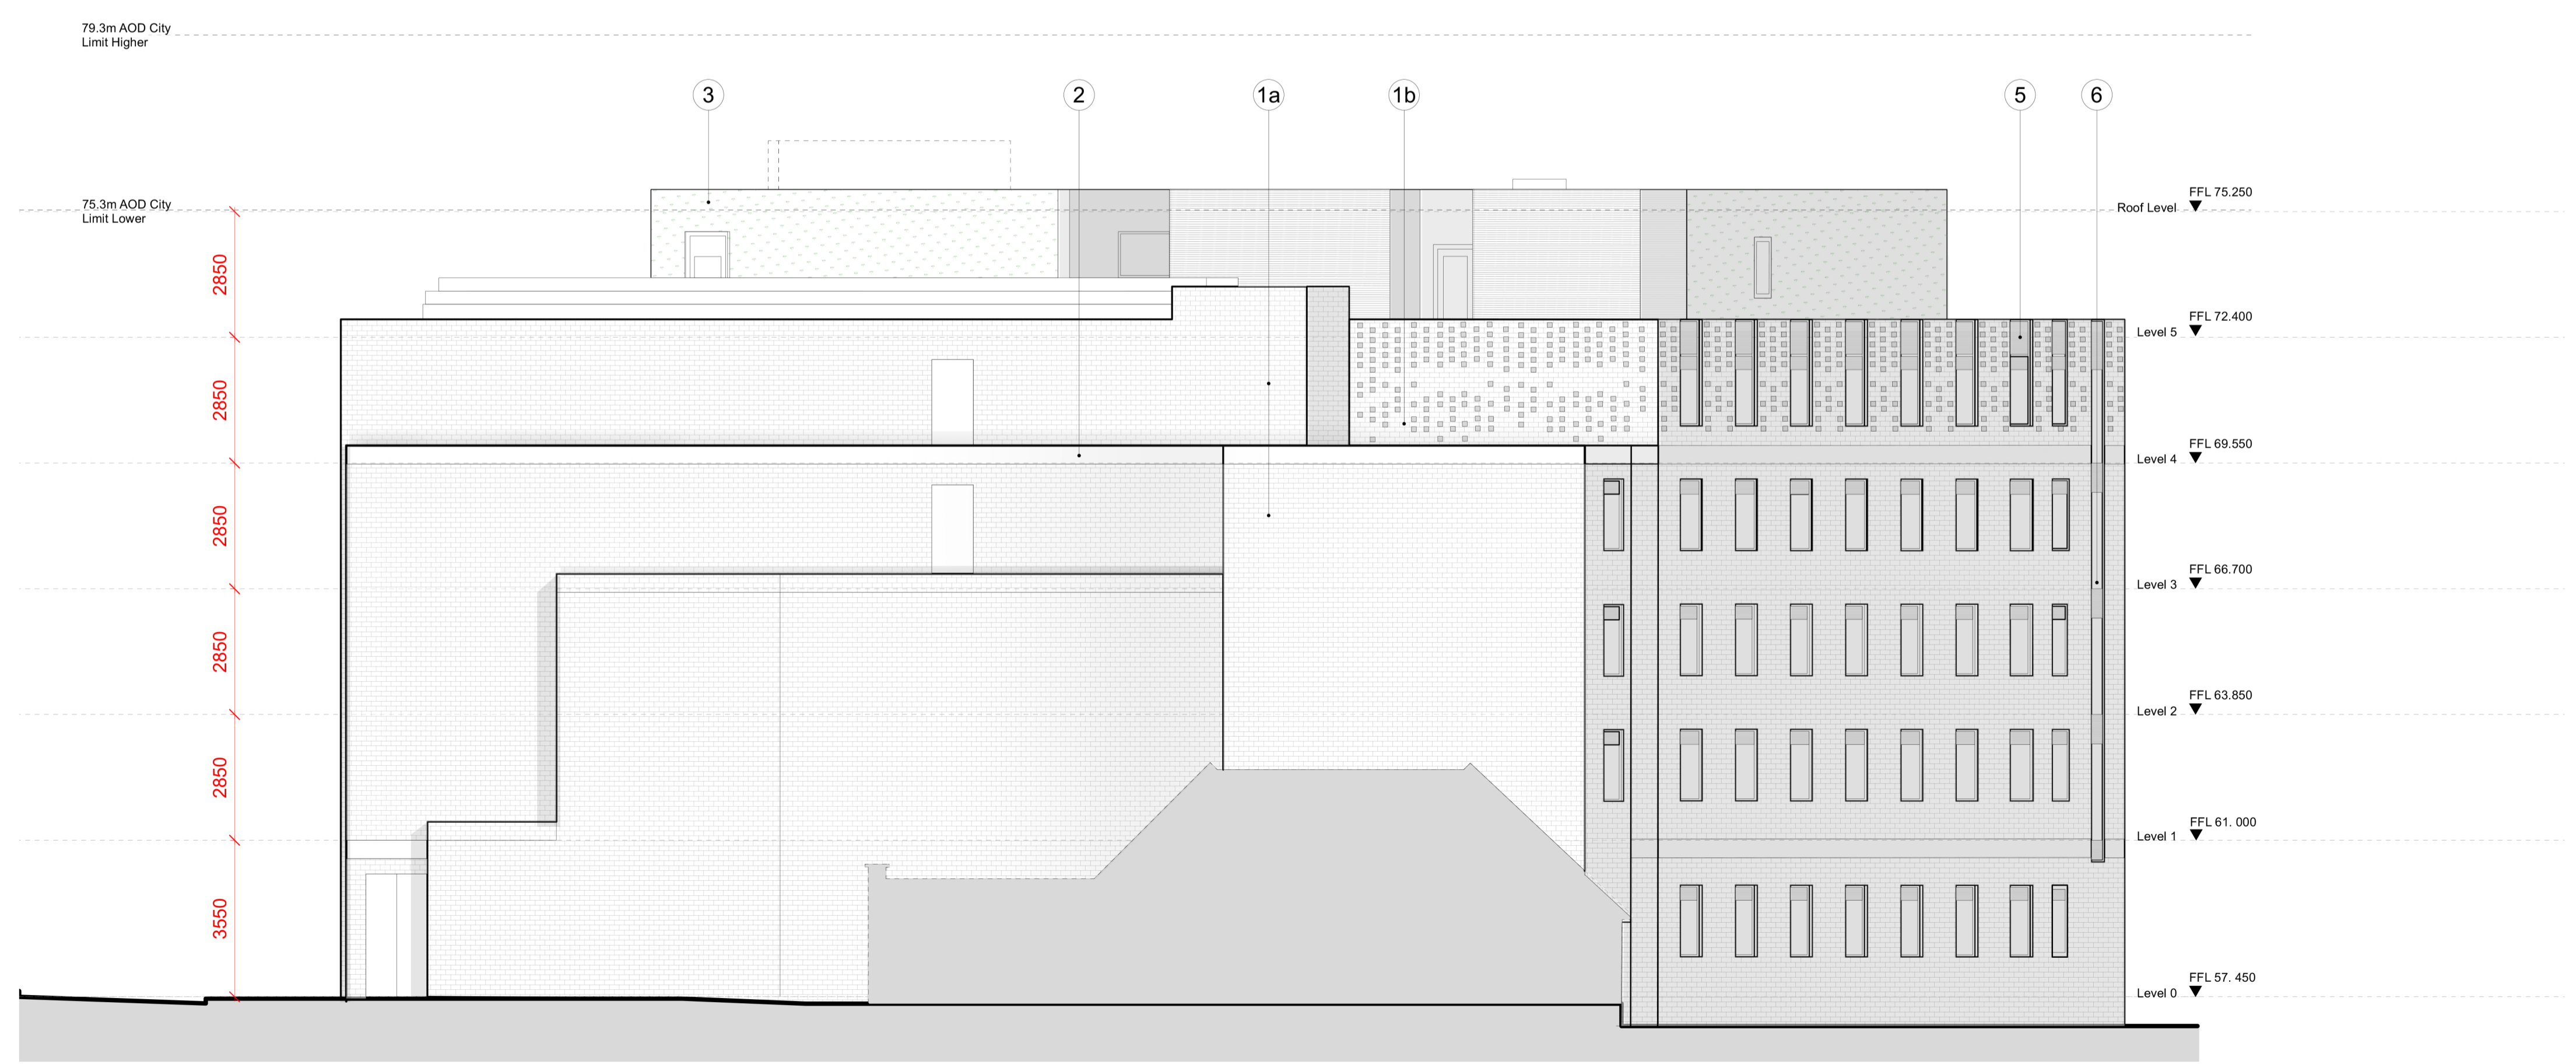 79.3m AOD City
Limit Higher
3
2
1a
1b
5
6
75.3m AOD City
Limit Lower
Roof Level
FFL 75.250
2850
Level 5
FFL 72.400
2850
Level 4
FFL 69.550
2850
Level 3
FFL 66.700
2850
Level 2
FFL 63.850
2850
Level 1
FFL 61. 000
3550
Level 0
FFL 57. 450